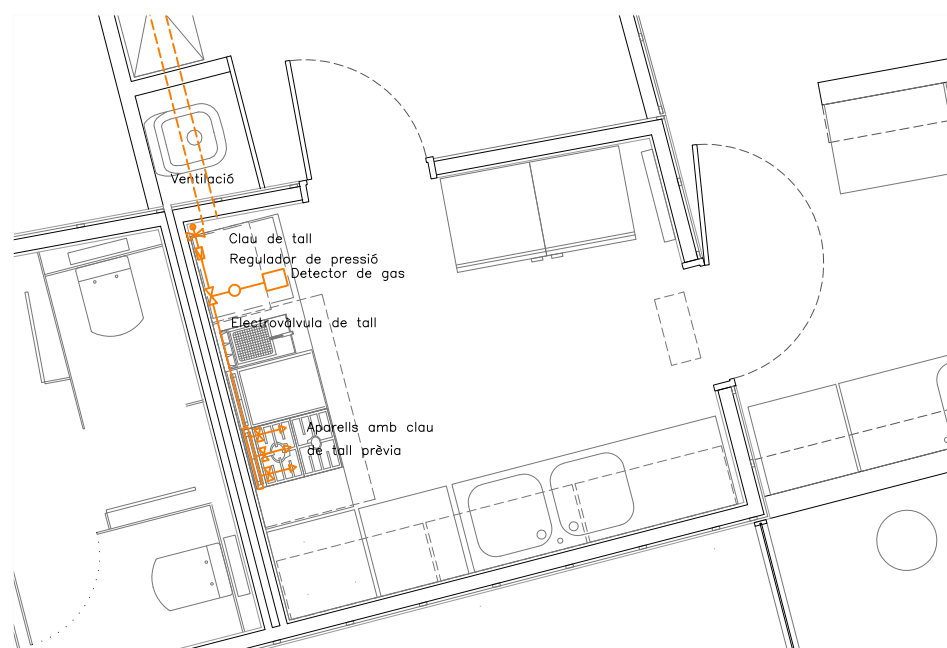 Ventilació
Clau de tall
Regulador de pressió
Detector de gas
Electrovàlvula de tall
Aparells amb clau
de tall prèvia